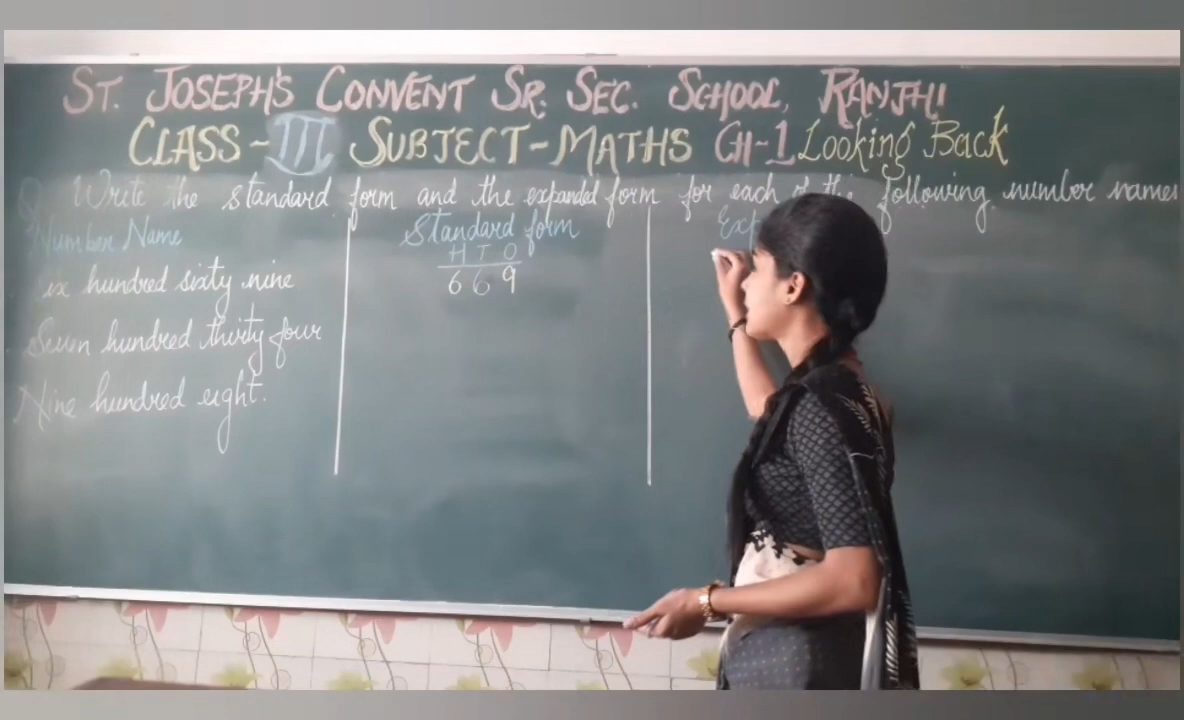 ST. JOSEPH'S CONVENT SR. SEC. SCHOOL, RANJHI
CLASS-III SUBJECT-MATHS CH-1 Looking Back
Q. Write the standard form and the expanded form for each of the following number names
Number Name
Standard form
H T O
Six hundred sixty nine
6 6 9
Seven hundred thirty four
Nine hundred eight.